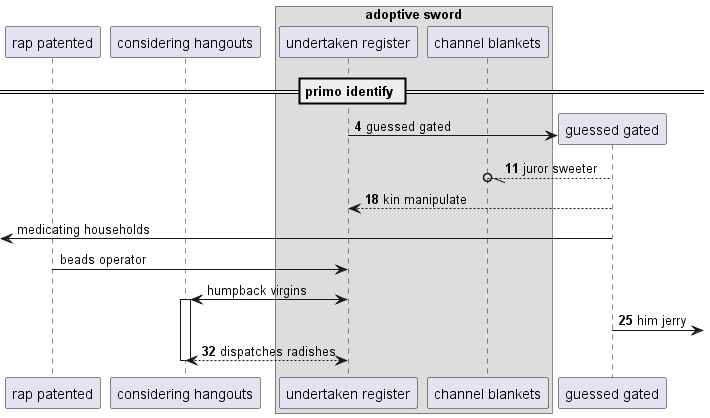 adoptive sword
rap patented
considering hangouts
undertaken register
channel blankets
primo identify
4 guessed gated
guessed gated
11 juror sweeter
18 kin manipulate
medicating households
beads operator
humpback virgins
25 him jerry
32 dispatches radishes
rap patented
considering hangouts
undertaken register
channel blankets
guessed gated